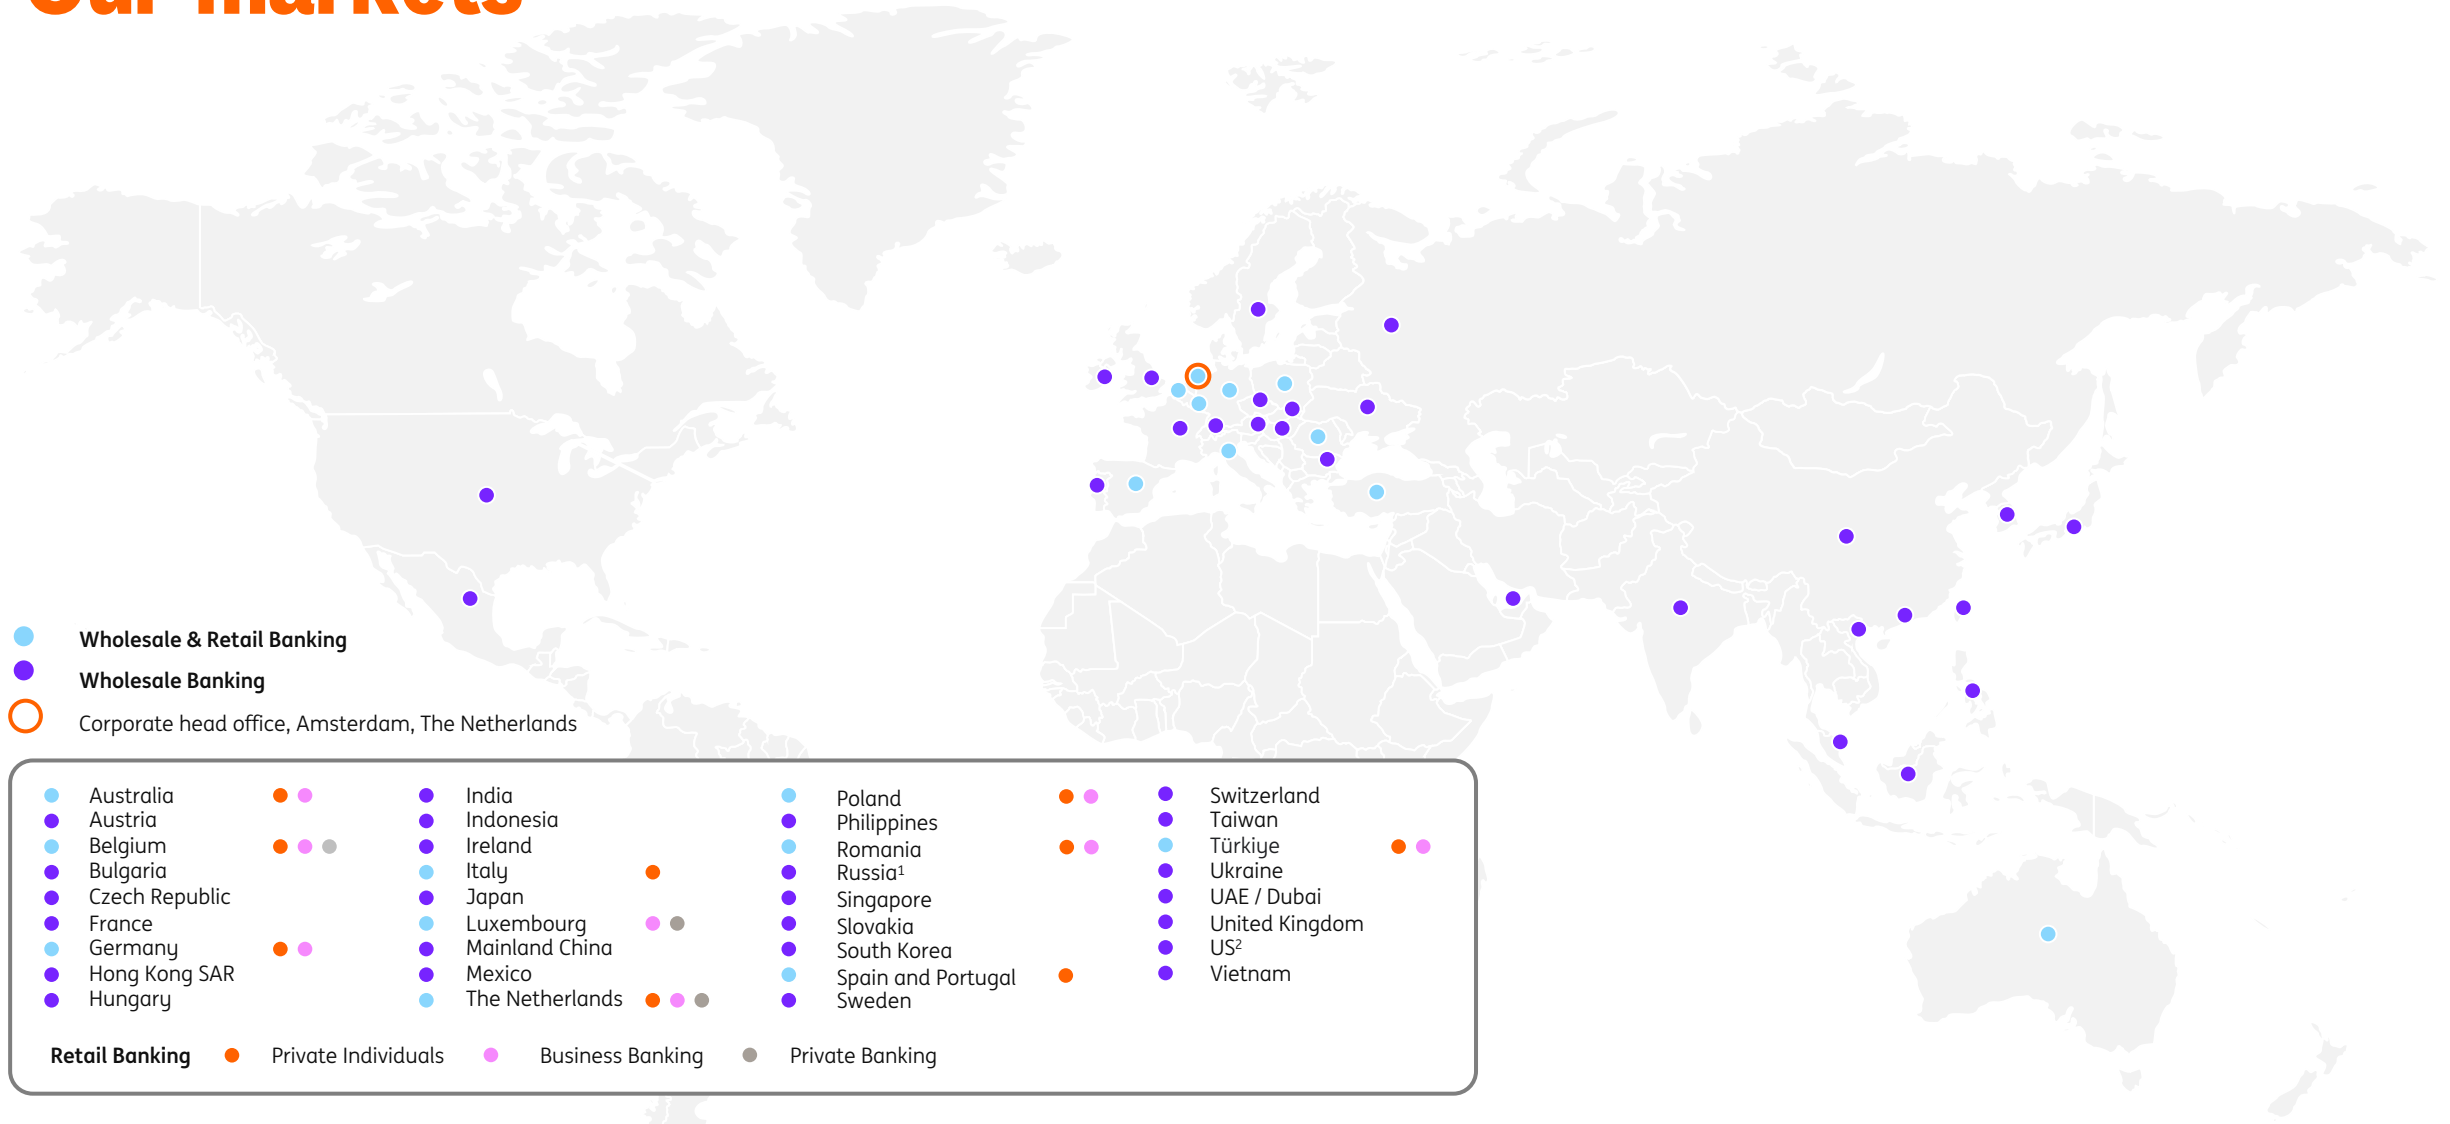 Our markets
Wholesale & Retail Banking
Wholesale Banking
Corporate head office, Amsterdam, The Netherlands
Australia
Austria
Belgium
Bulgaria
Czech Republic
France
Germany
Hong Kong SAR
Hungary
India
Indonesia
Ireland
Italy
Japan
Luxembourg
Mainland China
Mexico
The Netherlands
Poland
Philippines
Romania
Russia¹
Singapore
Slovakia
South Korea
Spain and Portugal
Sweden
Switzerland
Taiwan
Türkiye
Ukraine
UAE / Dubai
United Kingdom
US²
Vietnam
Retail Banking Private Individuals Business Banking Private Banking